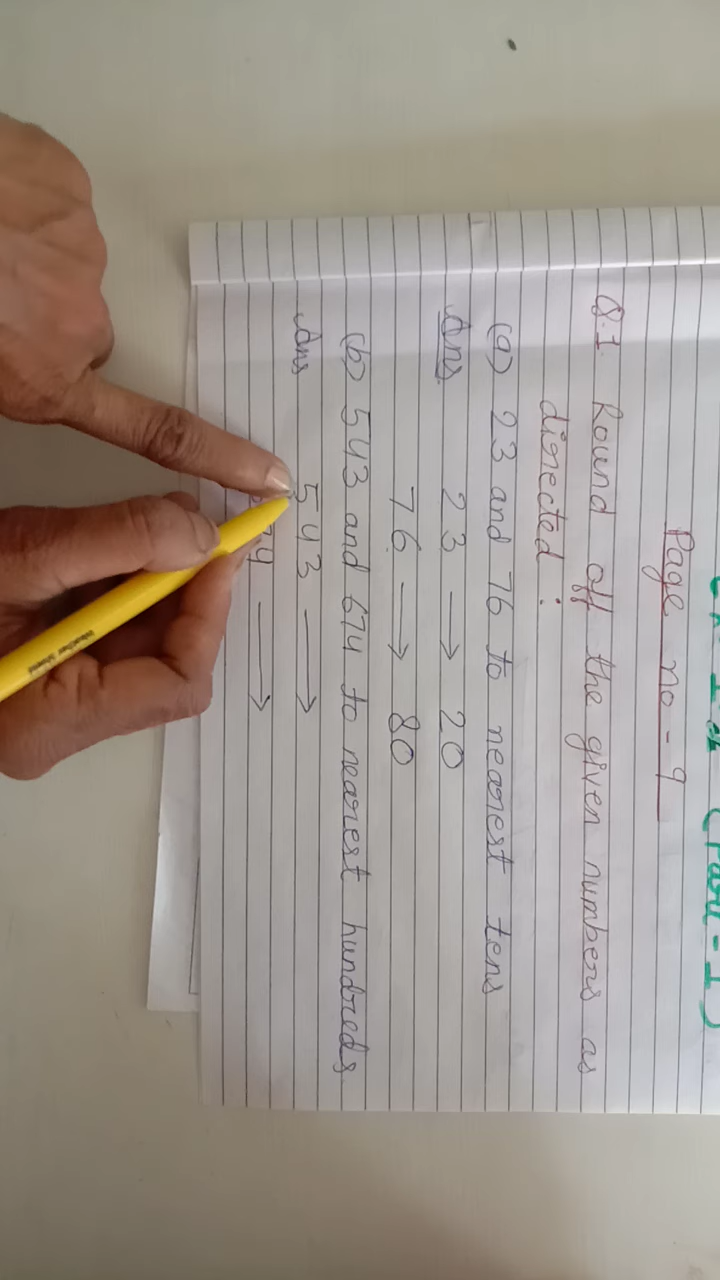 Page no - 9
Q.1. Round off the given numbers as
directed :
(a) 23 and 76 to nearest tens
Ans. 23 → 20
76 → 80
(b) 543 and 674 to nearest hundreds.
Ans 543 →
74 →